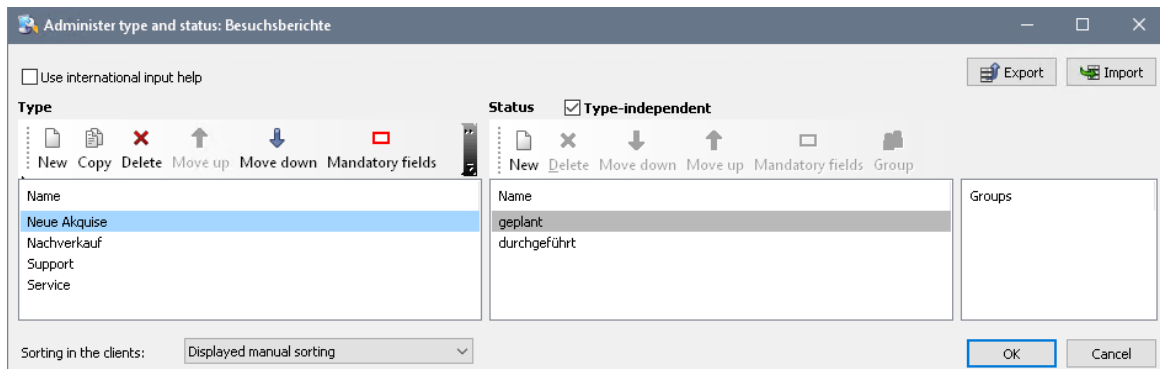 Administer type and status: Besuchsberichte
Use international input help
Export
Import
Type
Status
Type-independent
New Copy Delete Move up Move down Mandatory fields
New Delete Move down Move up Mandatory fields Group
Name
Neue Akquise
Nachverkauf
Support
Service
Name
geplant
durchgeführt
Groups
Sorting in the clients:
Displayed manual sorting
OK
Cancel